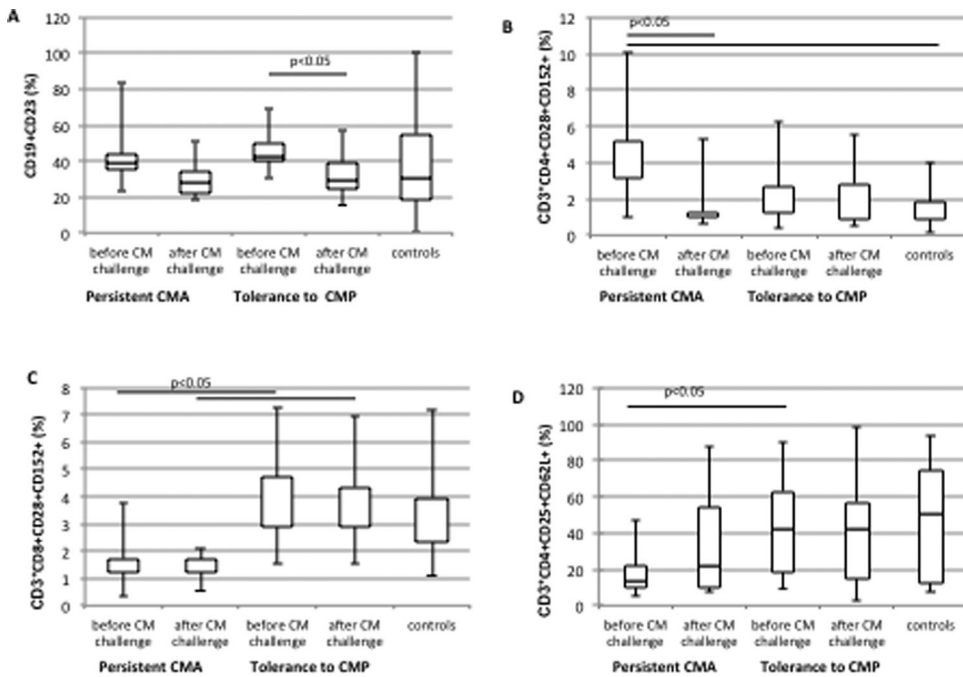 A
CD19+CD23 (%)
120
100
80
60
40
20
0
p<0.05
before CM challenge
after CM challenge
before CM challenge
after CM challenge
controls
Persistent CMA
Tolerance to CMP
B
CD3⁺CD4+CD28+CD152+ (%)
12
10
8
6
4
2
0
p<0.05
before CM challenge
after CM challenge
before CM challenge
after CM challenge
controls
Persistent CMA
Tolerance to CMP
C
CD3⁺CD8+CD28+CD152+ (%)
8
7
6
5
4
3
2
1
0
p<0.05
before CM challenge
after CM challenge
before CM challenge
after CM challenge
controls
Persistent CMA
Tolerance to CMP
D
CD3⁺CD4+CD25+CD62L+ (%)
120
100
80
60
40
20
0
p<0.05
before CM challenge
after CM challenge
before CM challenge
after CM challenge
controls
Persistent CMA
Tolerance to CMP